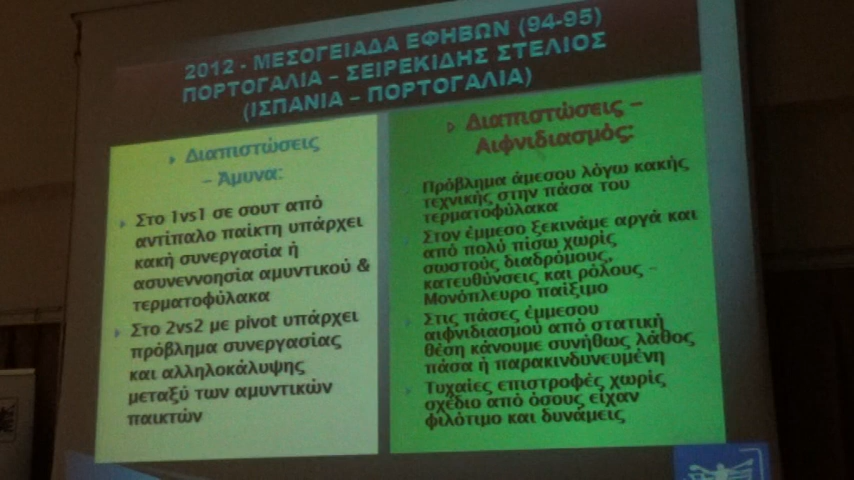 2012 - ΜΕΣΟΓΕΙΑΔΑ ΕΦΗΒΩΝ (94-95)
ΠΟΡΤΟΓΑΛΙΑ – ΣΕΙΡΕΚΙΔΗΣ ΣΤΕΛΙΟΣ
(ΙΣΠΑΝΙΑ – ΠΟΡΤΟΓΑΛΙΑ)
Διαπιστώσεις
– Άμυνα:
Στο 1vs1 σε σουτ από
αντίπαλο παίκτη υπάρχει
κακή συνεργασία ή
ασυνεννοησία αμυντικού &
τερματοφύλακα
Στο 2vs2 με pivot υπάρχει
πρόβλημα συνεργασίας
και αλληλοκάλυψης
μεταξύ των αμυντικών
παικτών
Διαπιστώσεις –
Αιφνιδιασμός:
Πρόβλημα άμεσου λόγω κακής
τεχνικής στην πάσα του
τερματοφύλακα
Στον έμμεσο ξεκινάμε αργά και
από πολύ πίσω χωρίς
σωστούς διαδρόμους,
κατευθύνσεις και ρόλους –
Μονόπλευρο παίξιμο
Στις πάσες έμμεσου
αιφνιδιασμού από στατική
θέση κάνουμε συνήθως λάθος
πάσα ή παρακινδυνευμένη
Τυχαίες επιστροφές χωρίς
σχέδιο από όσους είχαν
φιλότιμο και δυνάμεις